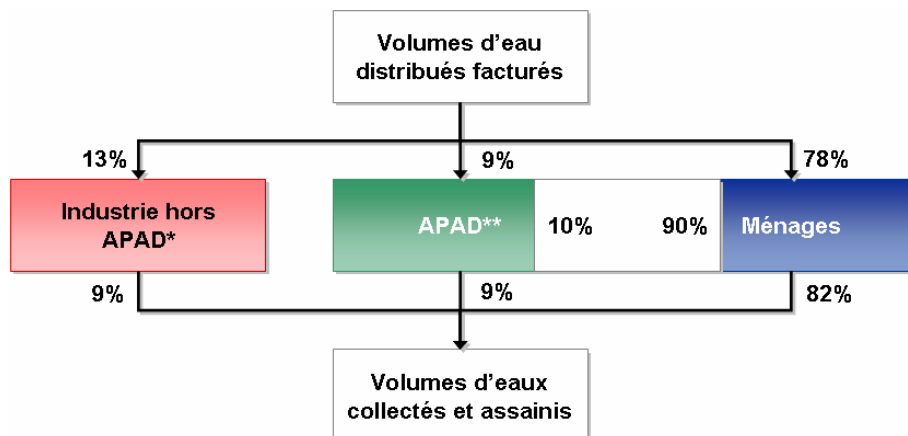 Volumes d'eau
distribués facturés
13%
9%
78%
Industrie hors
APAD*
APAD**
10%
90%
Ménages
9%
9%
82%
Volumes d'eaux
collectés et assainis